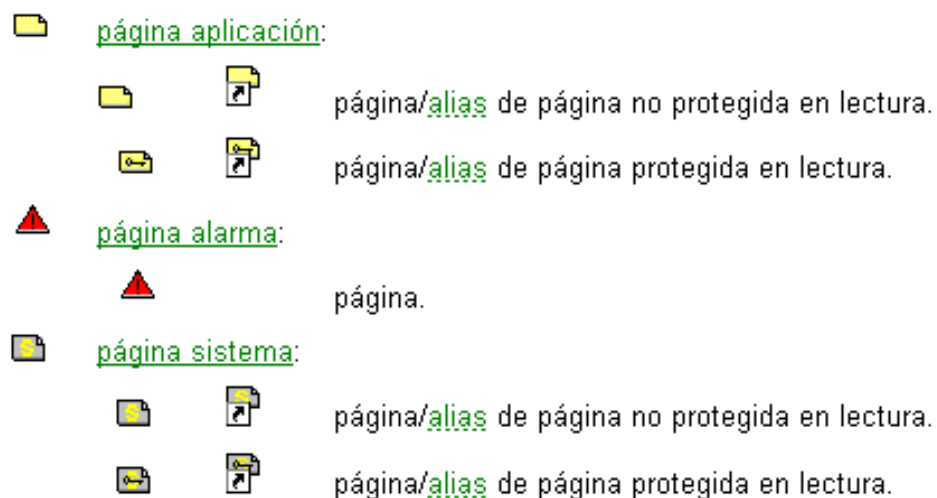 página aplicación:
página/alias de página no protegida en lectura.
página/alias de página protegida en lectura.
página alarma:
página.
página sistema:
página/alias de página no protegida en lectura.
página/alias de página protegida en lectura.